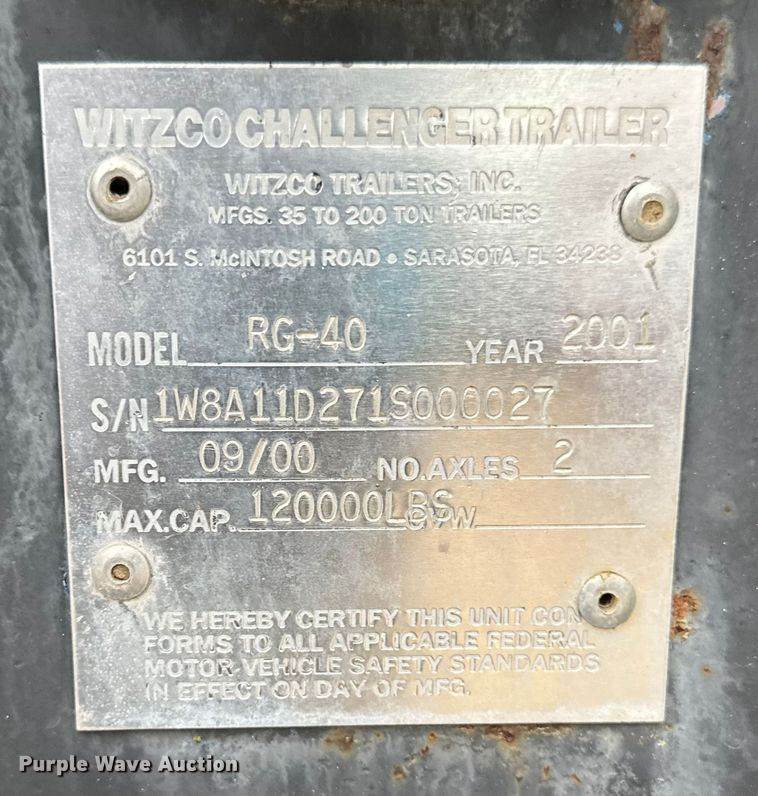 WITZCO CHALLENGER TRAILER
WITZCO TRAILERS, INC.
MFGS. 35 TO 200 TON TRAILERS
6101 S. McINTOSH ROAD • SARASOTA, FL 34238
MODEL RG-40 YEAR 2001
S/N 1W8A11D271S000027
MFG. 09/00 NO. AXLES 2
MAX. CAP. 120000LBS GVW
WE HEREBY CERTIFY THIS UNIT CON
FORMS TO ALL APPLICABLE FEDERAL
MOTOR VEHICLE SAFETY STANDARDS
IN EFFECT ON DAY OF MFG.
Purple Wave Auction